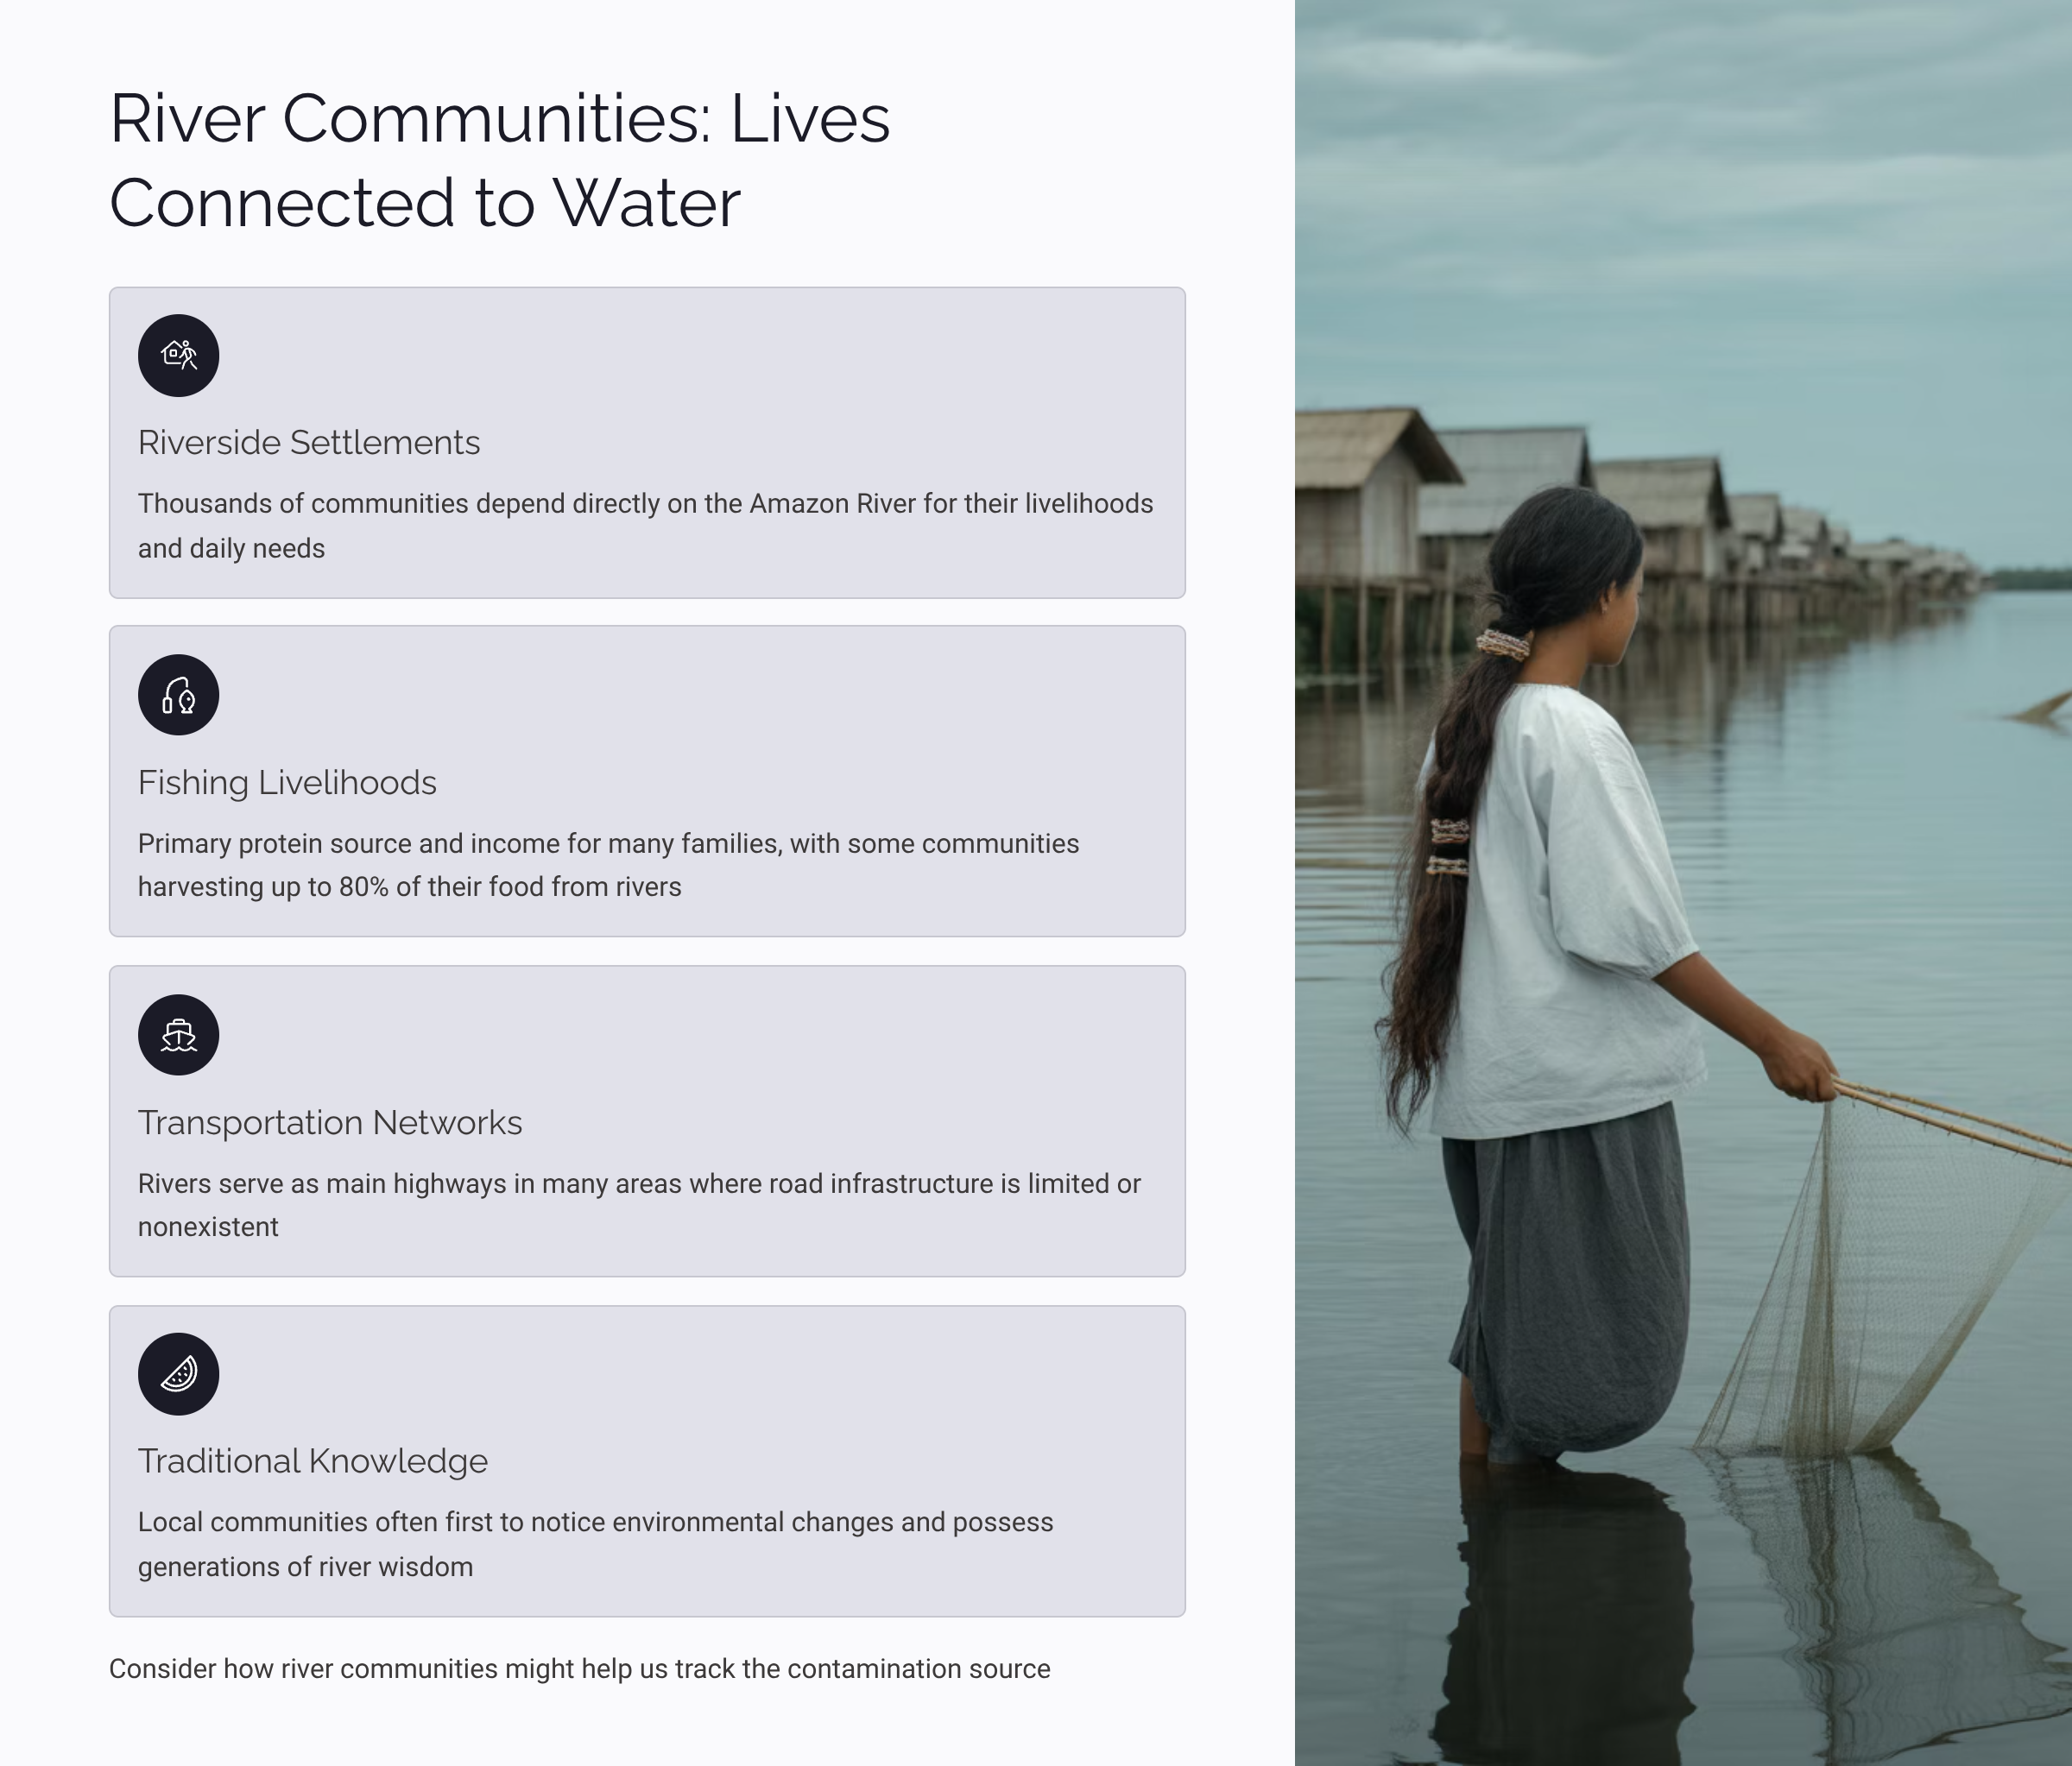 River Communities: Lives
Connected to Water
Riverside Settlements
Thousands of communities depend directly on the Amazon River for their livelihoods
and daily needs
Fishing Livelihoods
Primary protein source and income for many families, with some communities
harvesting up to 80% of their food from rivers
Transportation Networks
Rivers serve as main highways in many areas where road infrastructure is limited or
nonexistent
Traditional Knowledge
Local communities often first to notice environmental changes and possess
generations of river wisdom
Consider how river communities might help us track the contamination source